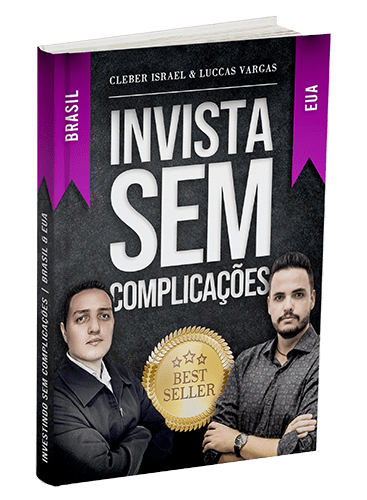 CLEBER ISRAEL & LUCCAS VARGAS
BRASIL
EUA
INVISTA
SEM
COMPLICAÇÕES
BEST
SELLER
INVESTINDO SEM COMPLICAÇÕES | BRASIL & EUA